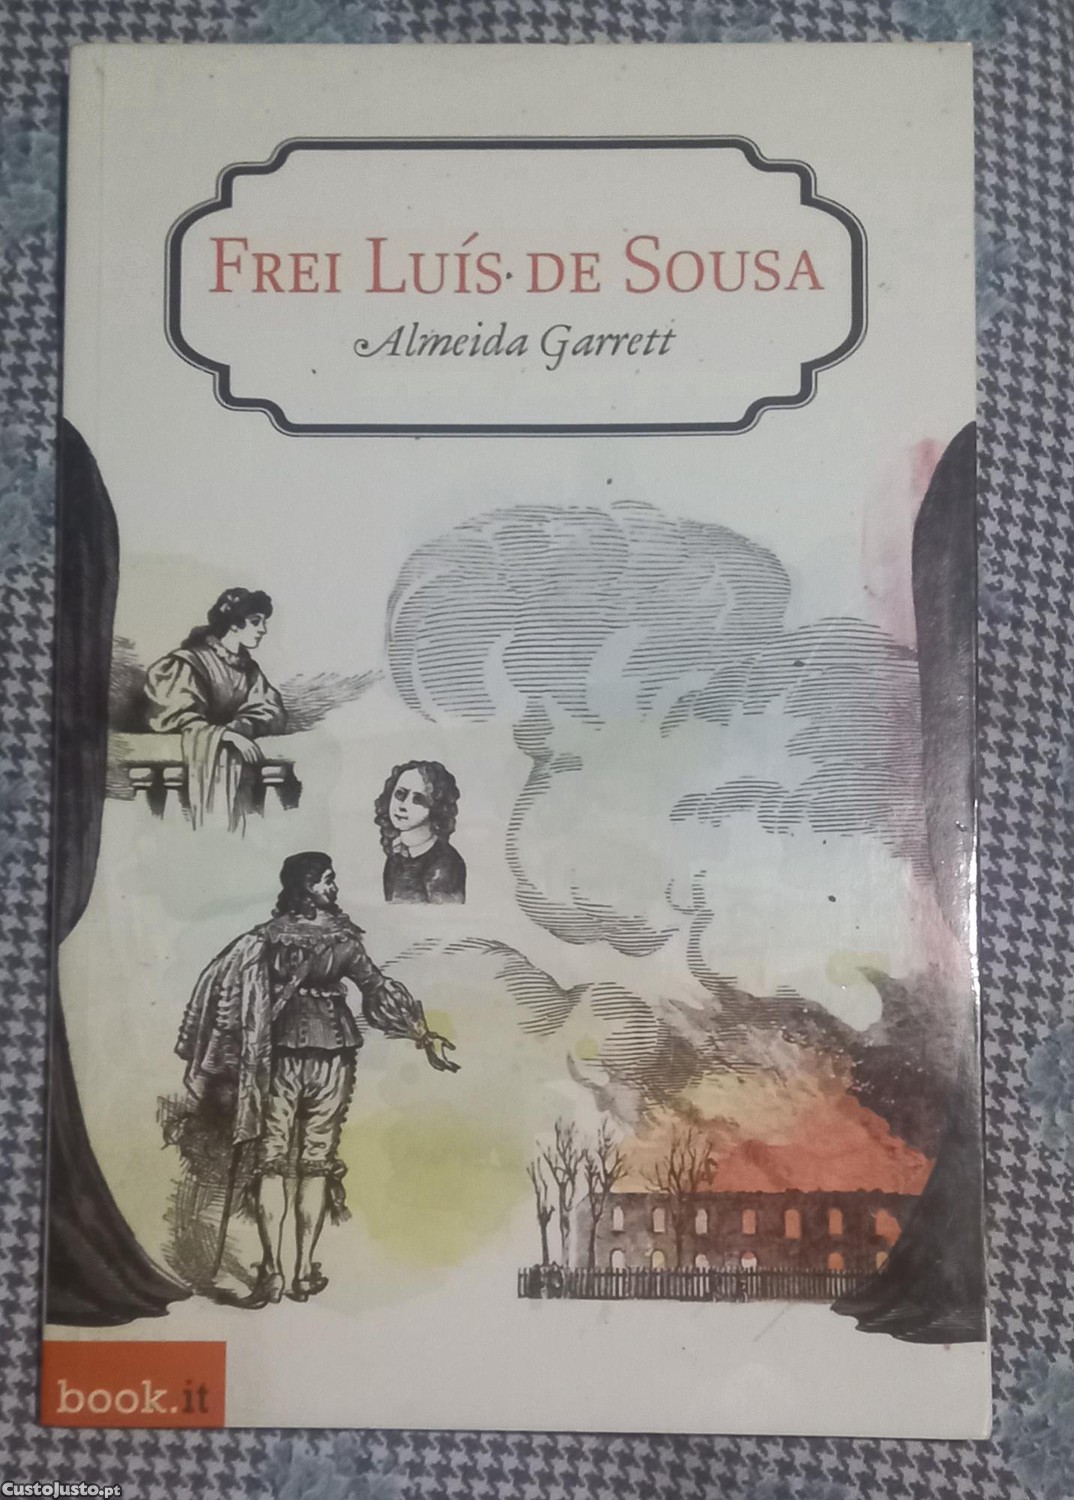 FREI LUÍS DE SOUSA
Almeida Garrett
book.it
CustoJusto.pt